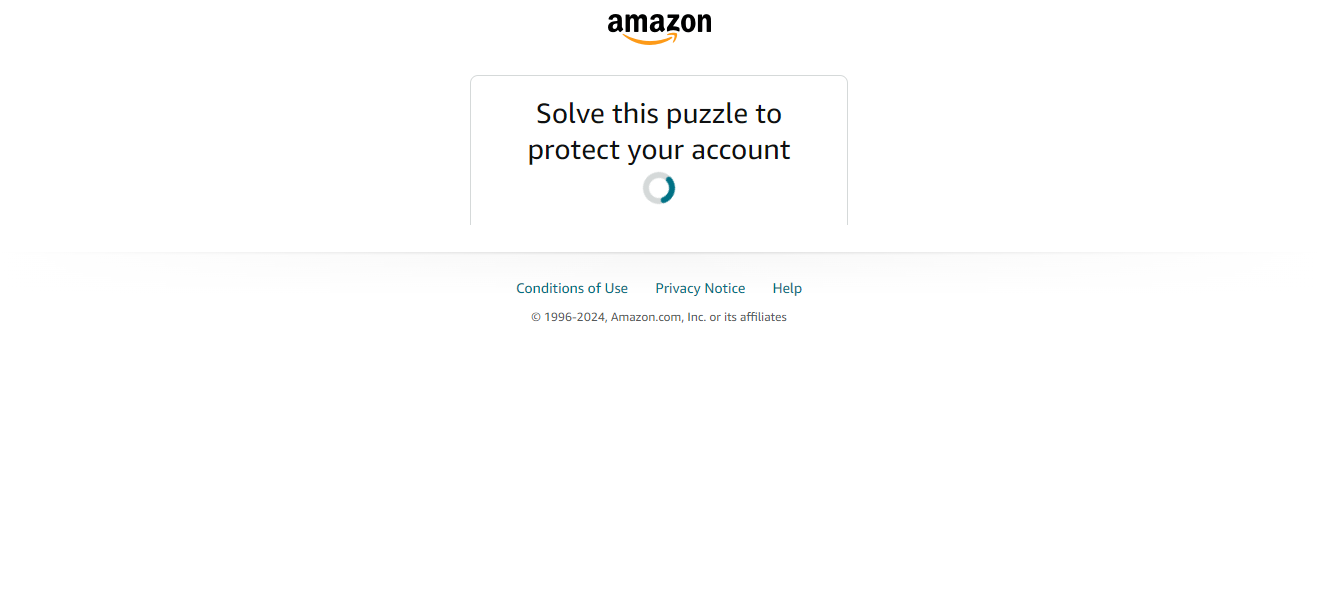 amazon
Solve this puzzle to
protect your account
Conditions of Use Privacy Notice Help
© 1996-2024, Amazon.com, Inc. or its affiliates